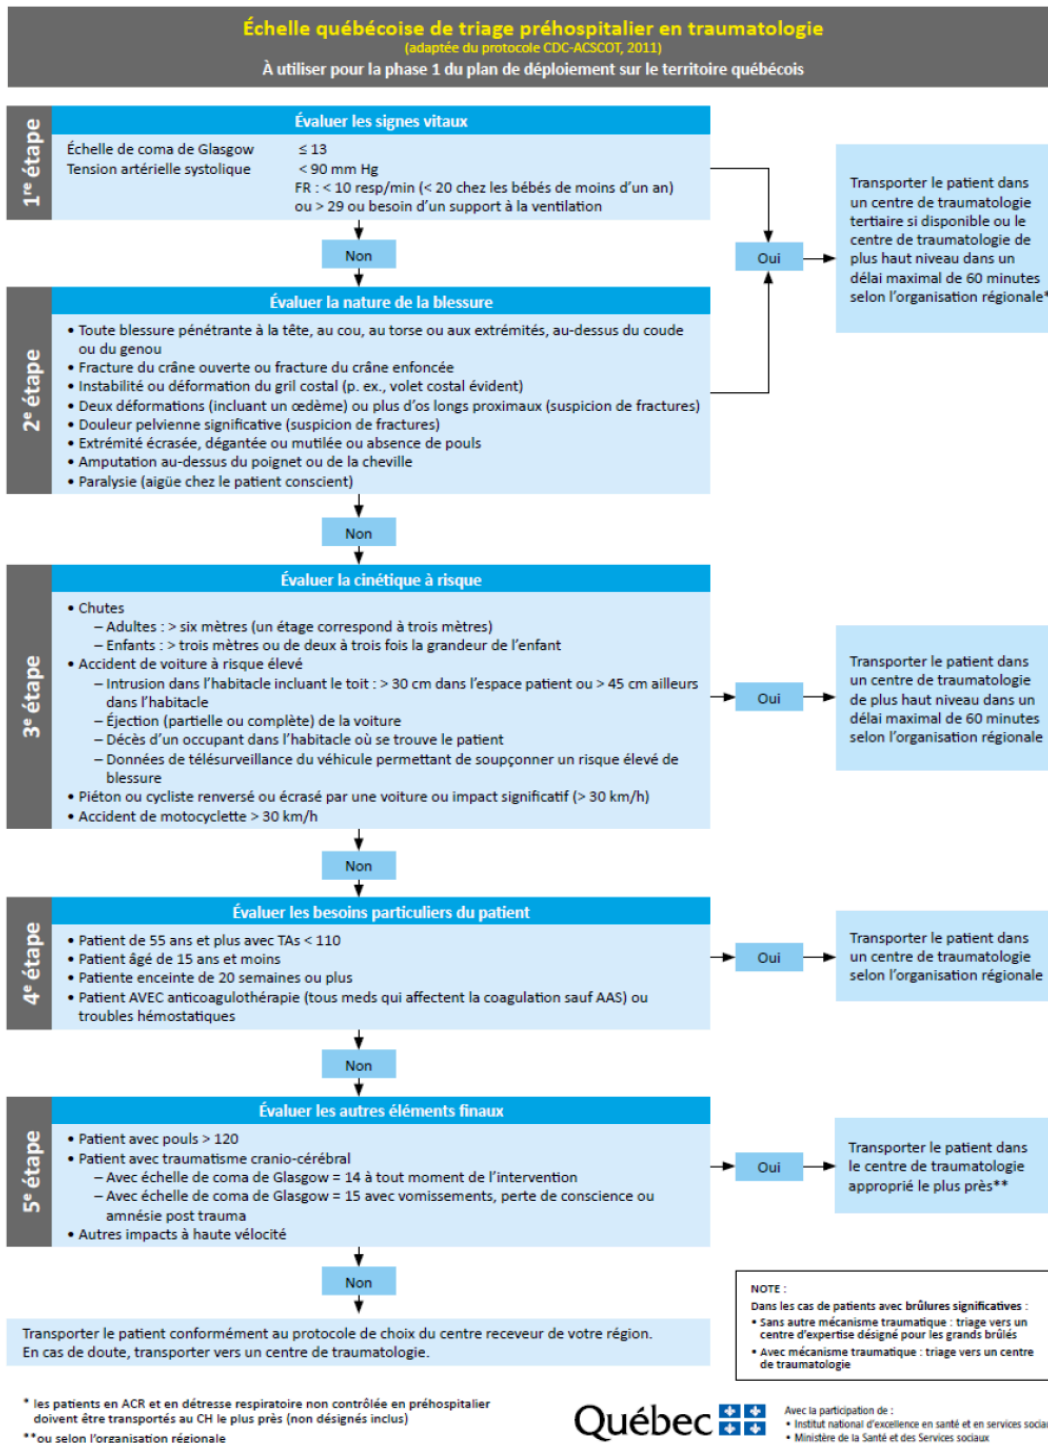 Échelle québécoise de triage préhospitalier en traumatologie
(adaptée du protocole CDC-ACSCOT, 2011)
À utiliser pour la phase 1 du plan de déploiement sur le territoire québécois
1re étape
Évaluer les signes vitaux
Échelle de coma de Glasgow ≤ 13
Tension artérielle systolique < 90 mm Hg
FR : < 10 resp/min (< 20 chez les bébés de moins d'un an)
ou > 29 ou besoin d'un support à la ventilation
Non
Oui
Transporter le patient dans
un centre de traumatologie
tertiaire si disponible ou le
centre de traumatologie de
plus haut niveau dans un
délai maximal de 60 minutes
selon l'organisation régionale*
2e étape
Évaluer la nature de la blessure
• Toute blessure pénétrante à la tête, au cou, au torse ou aux extrémités, au-dessus du coude
ou du genou
• Fracture du crâne ouverte ou fracture du crâne enfoncée
• Instabilité ou déformation du gril costal (p. ex., volet costal évident)
• Deux déformations (incluant un œdème) ou plus d'os longs proximaux (suspicion de fractures)
• Douleur pelvienne significative (suspicion de fractures)
• Extrémité écrasée, dégantée ou mutilée ou absence de pouls
• Amputation au-dessus du poignet ou de la cheville
• Paralysie (aigüe chez le patient conscient)
Non
3e étape
Évaluer la cinétique à risque
• Chutes
– Adultes : > six mètres (un étage correspond à trois mètres)
– Enfants : > trois mètres ou de deux à trois fois la grandeur de l'enfant
• Accident de voiture à risque élevé
– Intrusion dans l'habitacle incluant le toit : > 30 cm dans l'espace patient ou > 45 cm ailleurs
dans l'habitacle
– Éjection (partielle ou complète) de la voiture
– Décès d'un occupant dans l'habitacle où se trouve le patient
– Données de télésurveillance du véhicule permettant de soupçonner un risque élevé de
blessure
• Piéton ou cycliste renversé ou écrasé par une voiture ou impact significatif (> 30 km/h)
• Accident de motocyclette > 30 km/h
Oui
Transporter le patient dans
un centre de traumatologie
de plus haut niveau dans un
délai maximal de 60 minutes
selon l'organisation régionale
Non
4e étape
Évaluer les besoins particuliers du patient
• Patient de 55 ans et plus avec TAs < 110
• Patient âgé de 15 ans et moins
• Patiente enceinte de 20 semaines ou plus
• Patient AVEC anticoagulothérapie (tous meds qui affectent la coagulation sauf AAS) ou
troubles hémostatiques
Oui
Transporter le patient dans
un centre de traumatologie
selon l'organisation régionale
Non
5e étape
Évaluer les autres éléments finaux
• Patient avec pouls > 120
• Patient avec traumatisme cranio-cérébral
– Avec échelle de coma de Glasgow = 14 à tout moment de l'intervention
– Avec échelle de coma de Glasgow = 15 avec vomissements, perte de conscience ou
amnésie post trauma
• Autres impacts à haute vélocité
Oui
Transporter le patient dans
le centre de traumatologie
approprié le plus près**
Non
Transporter le patient conformément au protocole de choix du centre receveur de votre région.
En cas de doute, transporter vers un centre de traumatologie.
NOTE :
Dans les cas de patients avec brûlures significatives :
• Sans autre mécanisme traumatique : triage vers un
centre d'expertise désigné pour les grands brûlés
• Avec mécanisme traumatique : triage vers un centre
de traumatologie
* les patients en ACR et en détresse respiratoire non contrôlée en préhospitalier
doivent être transportés au CH le plus près (non désignés inclus)
**ou selon l'organisation régionale
Québec
Avec la participation de :
• Institut national d'excellence en santé et en services sociau
• Ministère de la Santé et des Services sociaux